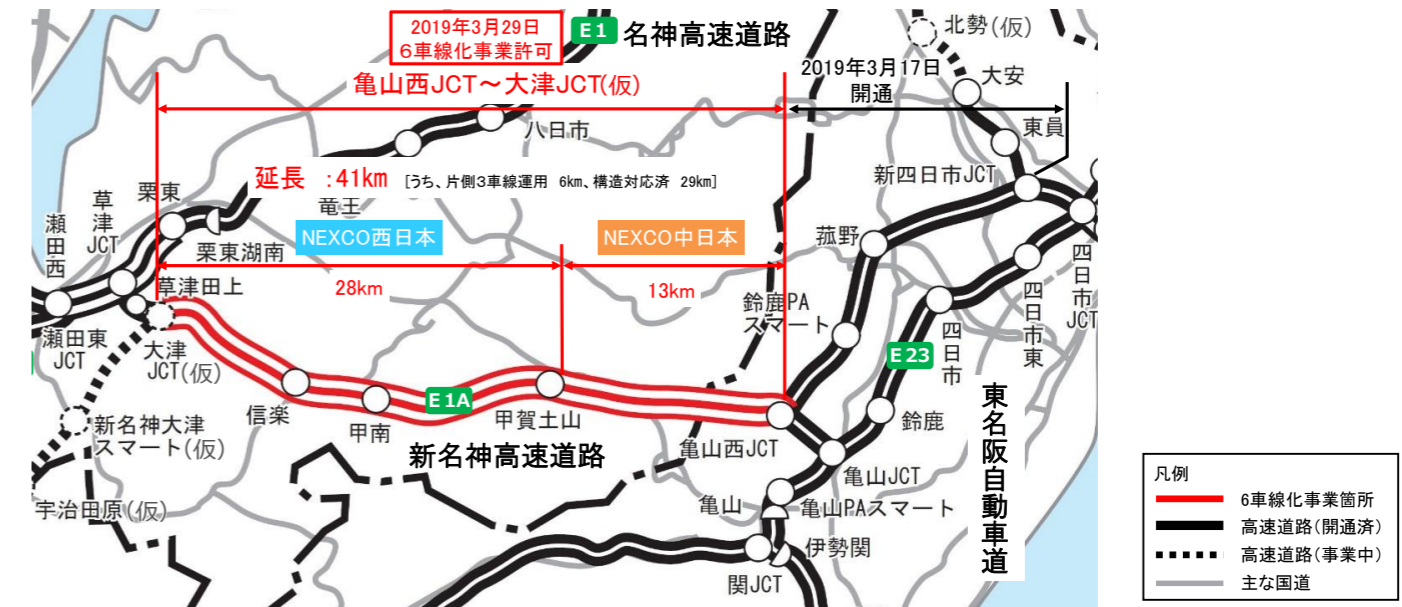 2019年3月29日
6車線化事業許可
E1 名神高速道路
北勢(仮)
2019年3月17日
開通
大安
亀山西JCT～大津JCT(仮)
八日市
東員
延長 ：41km [うち、片側3車線運用 6km、構造対応済 29km]
新四日市JCT
栗東
竜王
草津
JCT
瀬田西
栗東湖南
NEXCO西日本
NEXCO中日本
菰野
28km
13km
草津田上
鈴鹿PA
スマート
四日市JCT
四日市東
瀬田東
JCT
大津
JCT(仮)
E23
四日市
信楽
甲南
E1A
甲賀土山
新名神高速道路
新名神大津
スマート(仮)
亀山西JCT
鈴鹿
東名阪自動車道
亀山JCT
宇治田原(仮)
亀山
亀山PAスマート
伊勢関
関JCT
凡例
6車線化事業箇所
高速道路(開通済)
高速道路(事業中)
主な国道